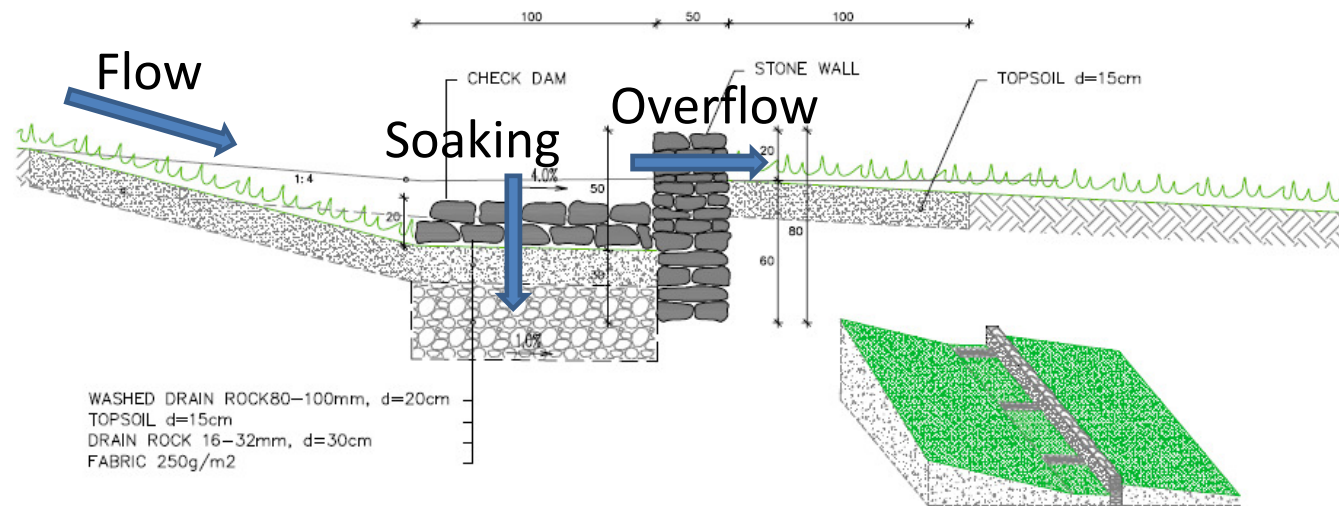 100 50 100
Flow
CHECK DAM
STONE WALL
TOPSOIL d=15cm
Overflow
Soaking
20
1:4
4.0%
50
20
80
60
30
1.0%
WASHED DRAIN ROCK80-100mm, d=20cm
TOPSOIL d=15cm
DRAIN ROCK 16-32mm, d=30cm
FABRIC 250g/m2